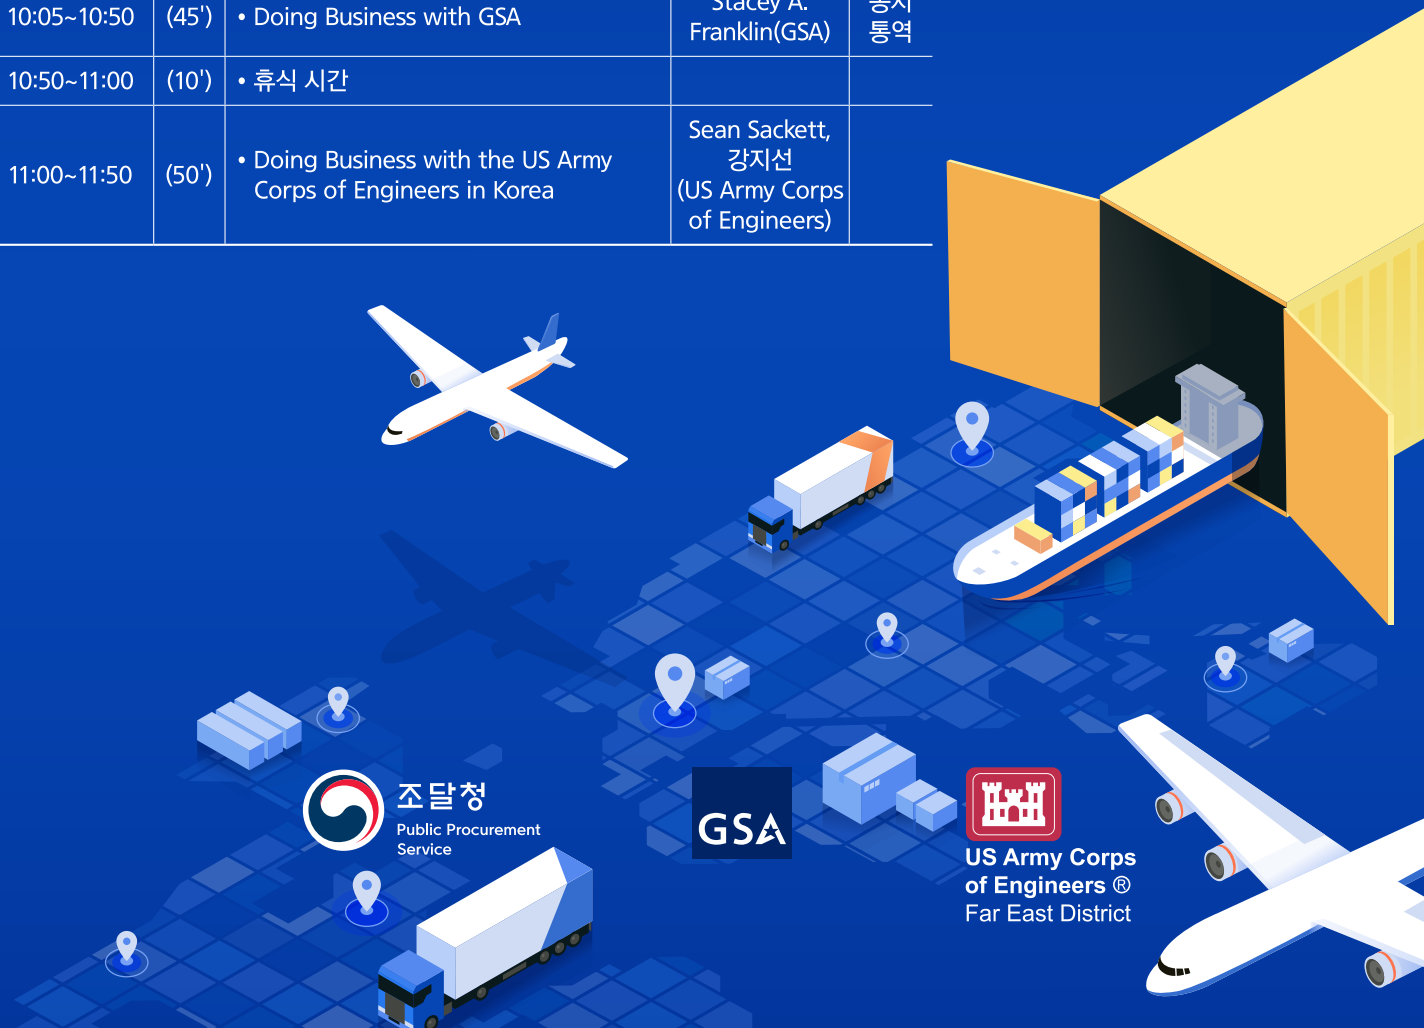 Stacey A.
10:05~10:50 (45') • Doing Business with GSA
Franklin(GSA)
통역
10:50~11:00 (10') • 휴식 시간
11:00~11:50 (50') • Doing Business with the US Army
Corps of Engineers in Korea
Sean Sackett,
강지선
(US Army Corps
of Engineers)
조달청
Public Procurement
Service
GSA
US Army Corps
of Engineers ®
Far East District